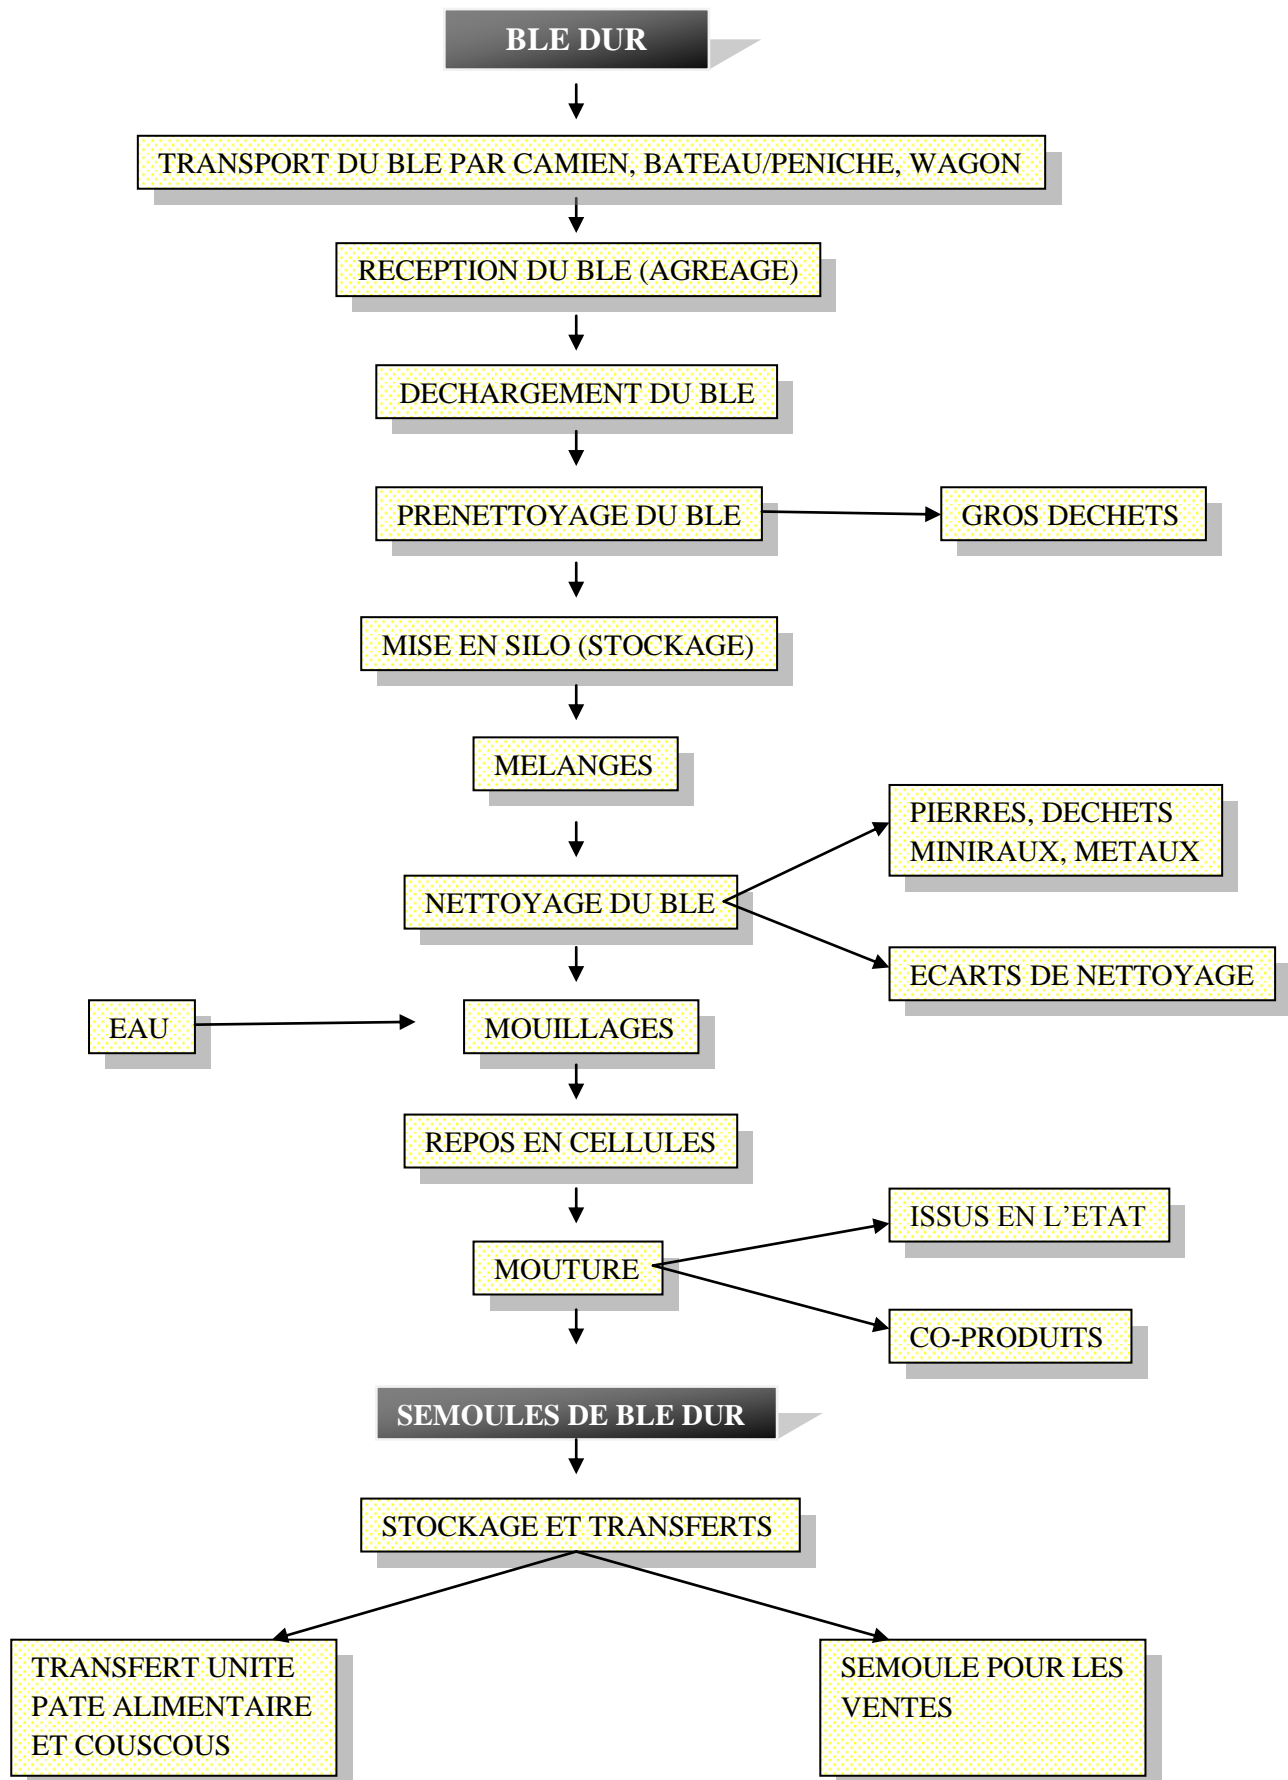 BLE DUR
TRANSPORT DU BLE PAR CAMIEN, BATEAU/PENICHE, WAGON
RECEPTION DU BLE (AGREAGE)
DECHARGEMENT DU BLE
PRENETTOYAGE DU BLE
GROS DECHETS
MISE EN SILO (STOCKAGE)
MELANGES
PIERRES, DECHETS
MINIRAUX, METAUX
NETTOYAGE DU BLE
ECARTS DE NETTOYAGE
EAU
MOUILLAGES
REPOS EN CELLULES
ISSUS EN L’ETAT
MOUTURE
CO-PRODUITS
SEMOULES DE BLE DUR
STOCKAGE ET TRANSFERTS
TRANSFERT UNITE
PATE ALIMENTAIRE
ET COUSCOUS
SEMOULE POUR LES
VENTES